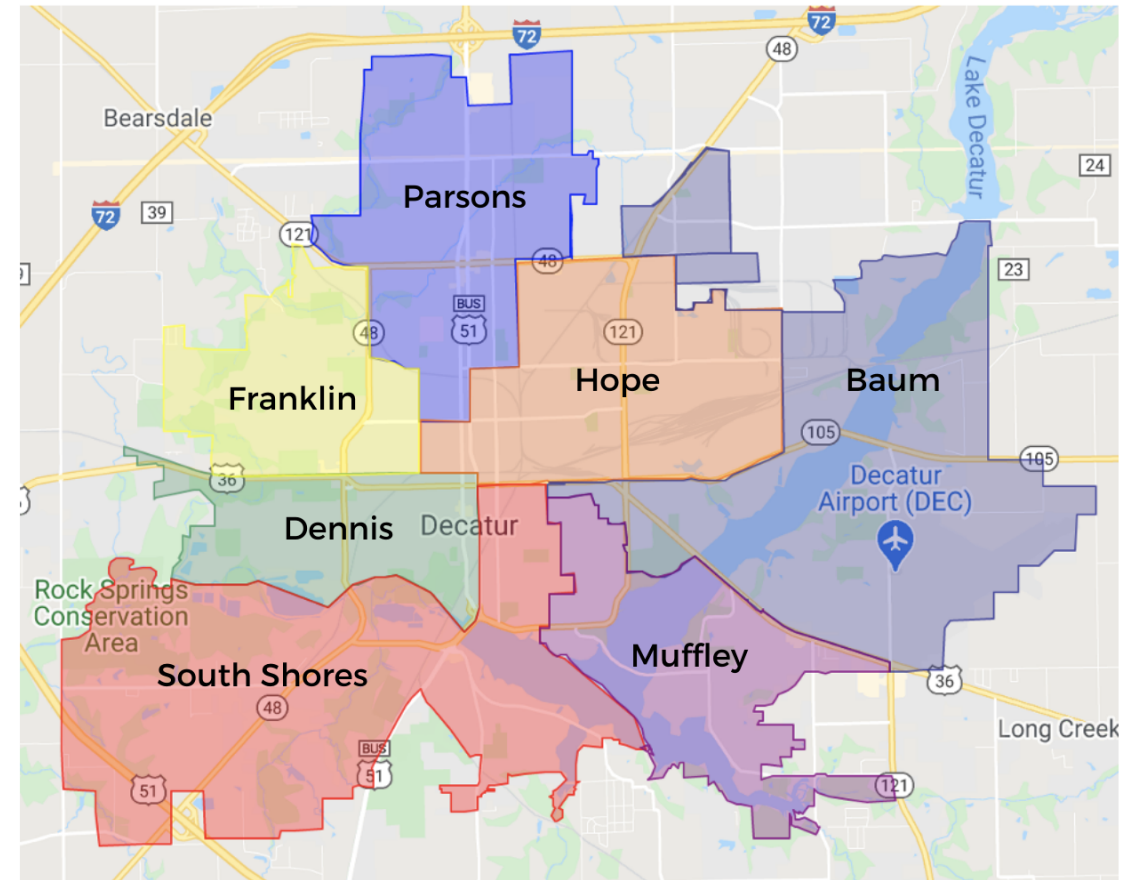 72
72
48
Lake Decatur
Bearsdale
24
Parsons
72
39
121
48
23
BUS
51
48
121
Franklin
Hope
Baum
105
105
36
Decatur
Airport (DEC)
Dennis
Decatur
Rock Springs
Conservation
Area
South Shores
Muffley
36
48
Long Creek
BUS
51
51
121